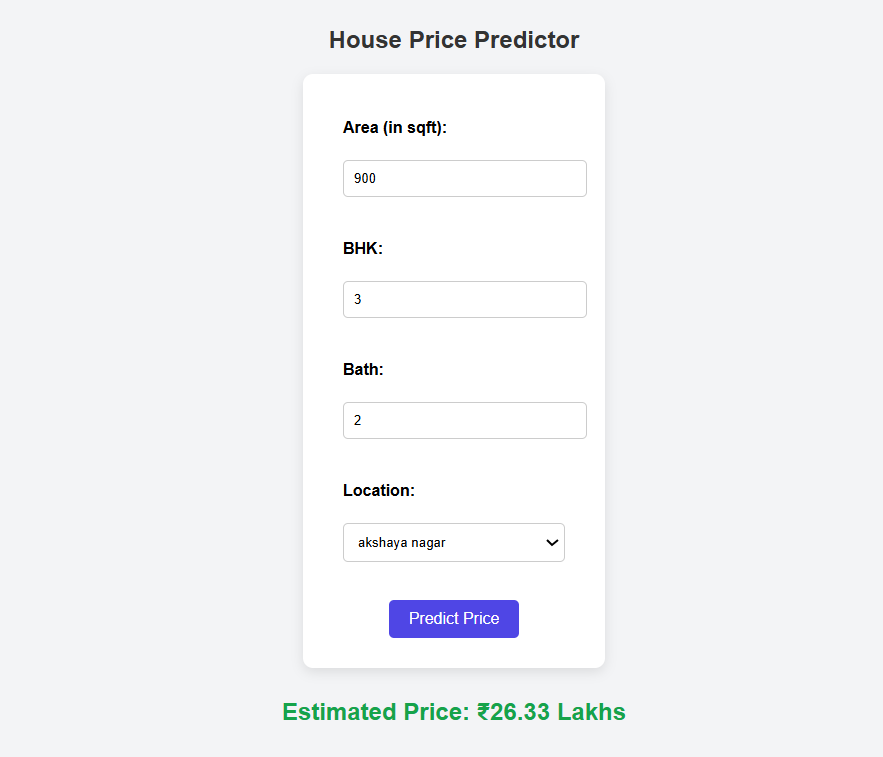 House Price Predictor
Area (in sqft):
900
BHK:
3
Bath:
2
Location:
akshaya nagar
Predict Price
Estimated Price: ₹26.33 Lakhs